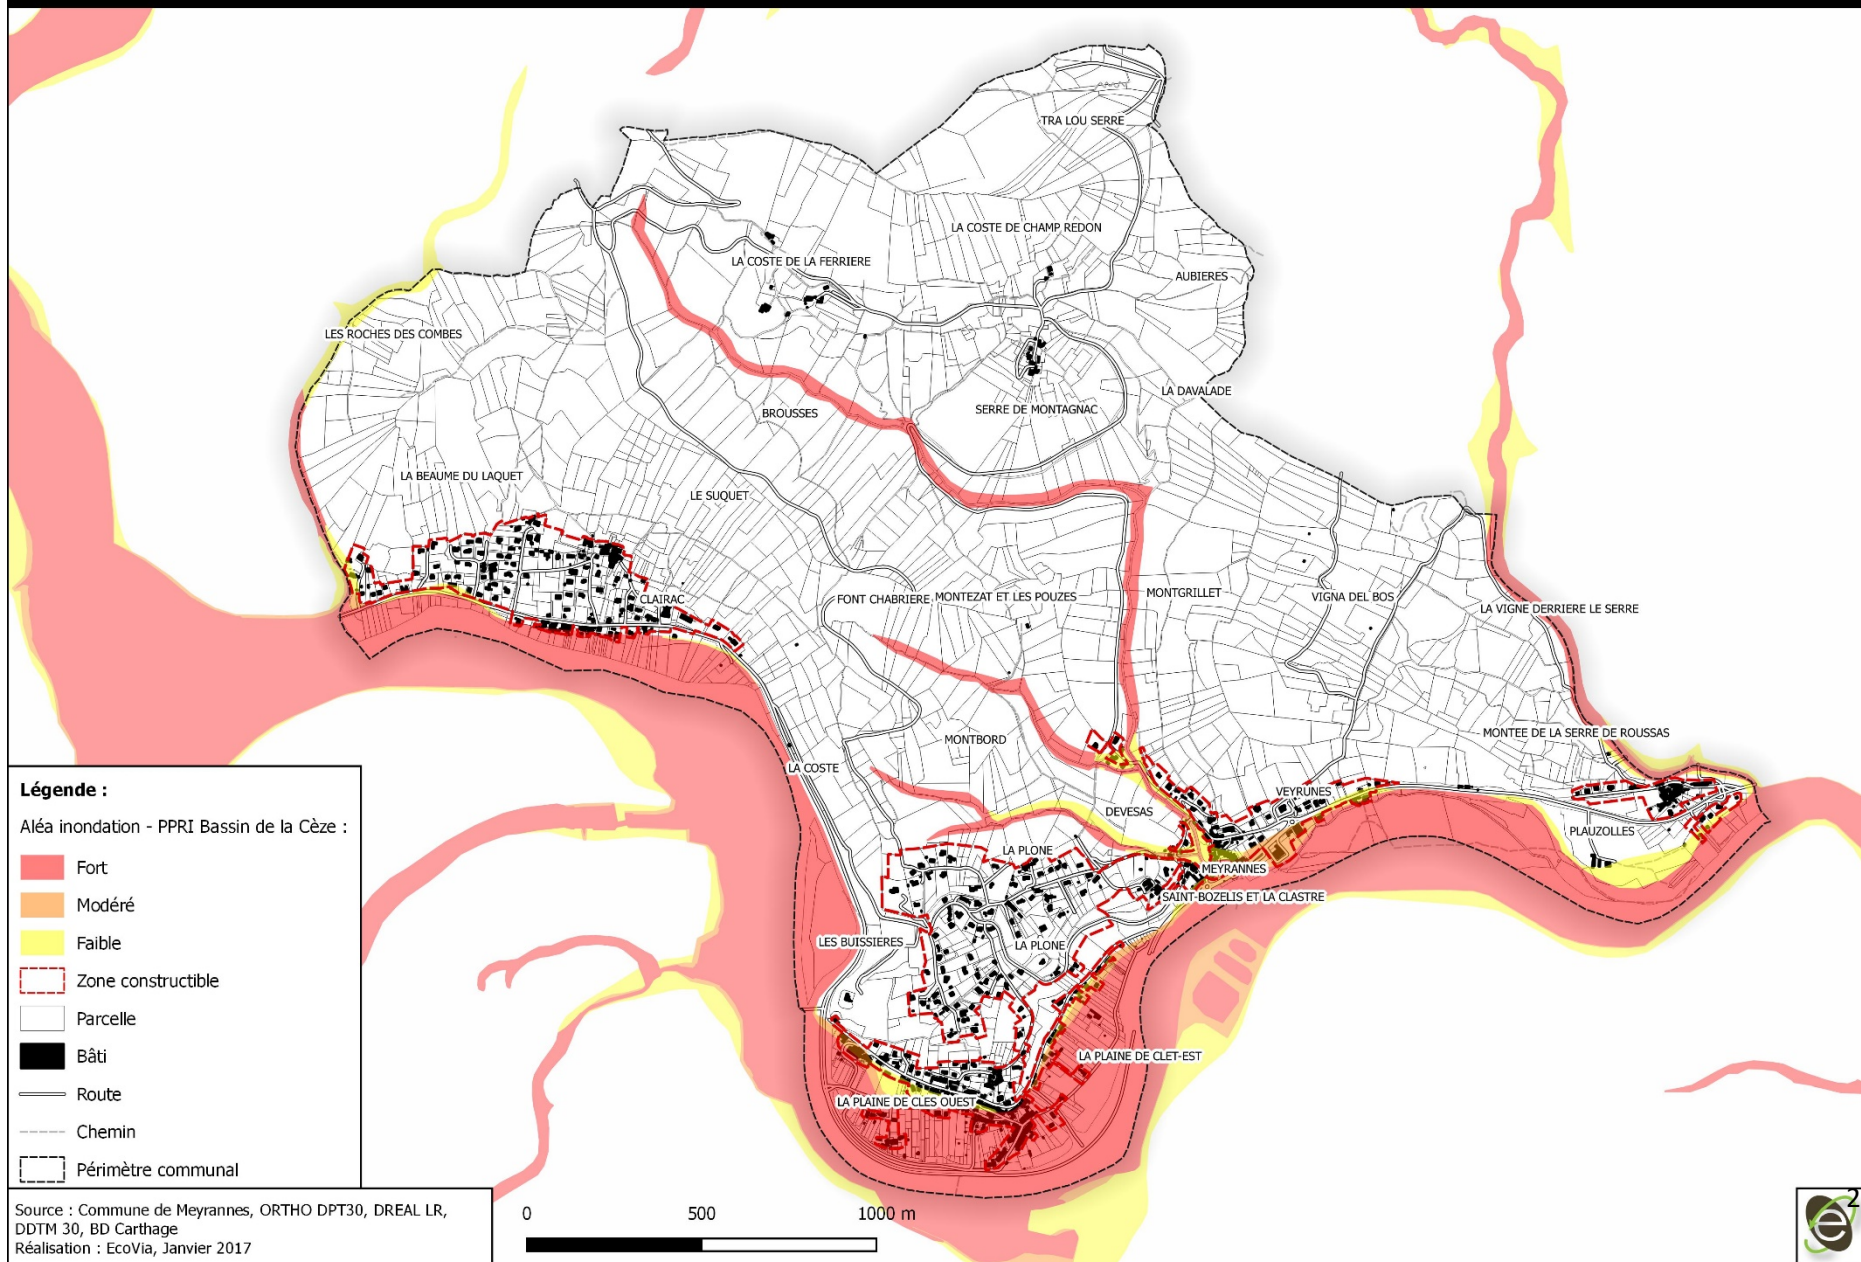 TRA LOU SERRE
LA COSTE DE CHAMP REDON
LA COSTE DE LA FERRIERE
AUBIERES
LES ROCHES DES COMBES
LA DAVALADE
BROUSSES
SERRE DE MONTAGNAC
LA BEAUME DU LAQUET
LE SUQUET
CLAIRAC
FONT CHABRIERE
MONTEZAT ET LES POUZES
MONTGRILLET
VIGNA DEL BOS
LA VIGNE DERRIERE LE SERRE
MONTBORD
MONTEE DE LA SERRE DE ROUSSAS
LA COSTE
VEYRUNES
DEVESAS
PLAUZOLLES
LA PLONE
MEYRANNES
SAINT-BOZELIS ET LA CLASTRE
LES BUISSIERES
LA PLONE
LA PLAINE DE CLET-EST
LA PLAINE DE CLES OUEST
Légende :
Aléa inondation - PPRI Bassin de la Cèze :
Fort
Modéré
Faible
Zone constructible
Parcelle
Bâti
Route
Chemin
Périmètre communal
Source : Commune de Meyrannes, ORTHO DPT30, DREAL LR,
DDTM 30, BD Carthage
Réalisation : EcoVia, Janvier 2017
0 500 1000 m
e
2